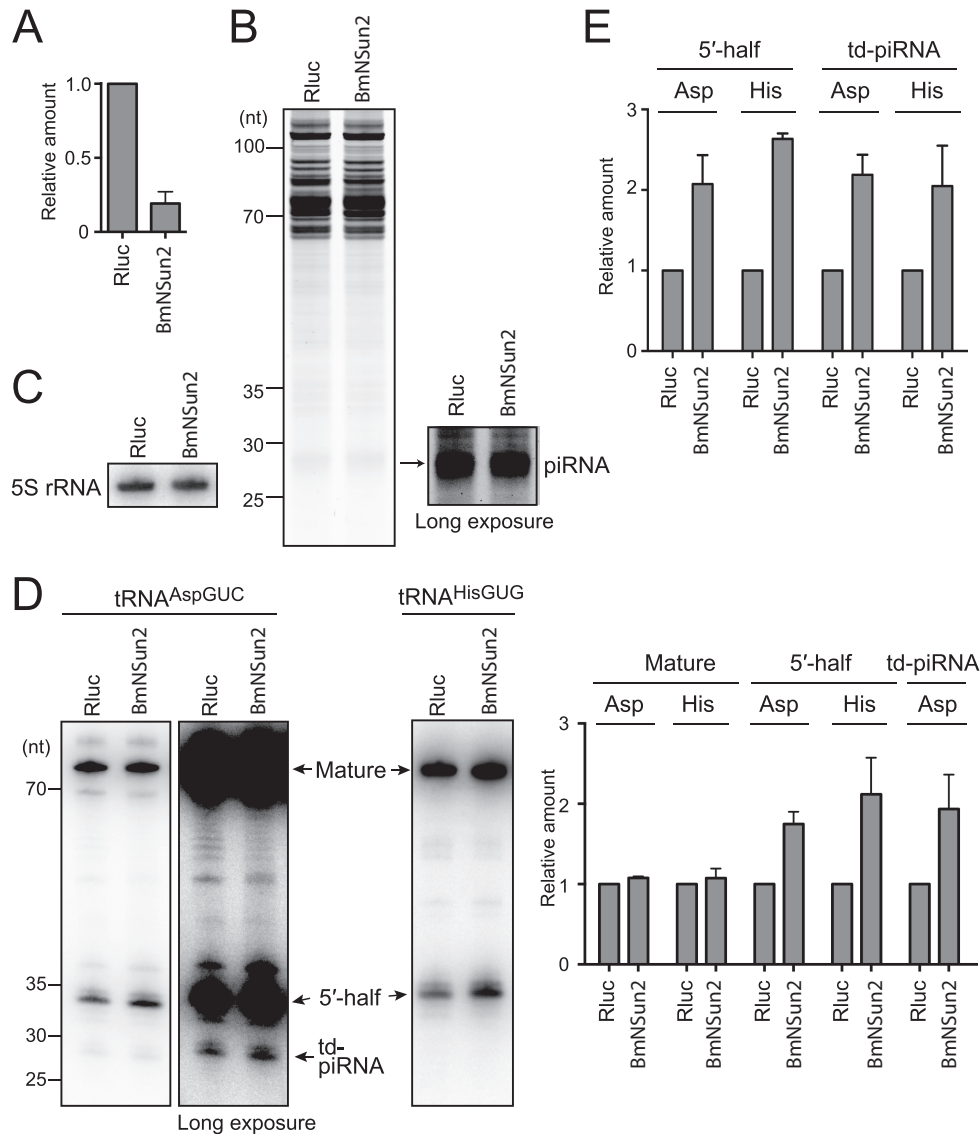 A
Relative amount
1.0
0.5
0
Rluc
BmNSun2
B
Rluc
BmNSun2
(nt)
100
70
35
30
25
Rluc
BmNSun2
piRNA
Long exposure
C
Rluc
BmNSun2
5S rRNA
E
5′-half
td-piRNA
Asp
His
Asp
His
Relative amount
3
2
1
0
Rluc
BmNSun2
Rluc
BmNSun2
Rluc
BmNSun2
Rluc
BmNSun2
D
tRNAAspGUC
tRNAHisGUG
Rluc
BmNSun2
Rluc
BmNSun2
Rluc
BmNSun2
(nt)
70
35
30
25
Mature
5′-half
td-
piRNA
Long exposure
Mature
5′-half
td-piRNA
Asp
His
Asp
His
Asp
Relative amount
3
2
1
0
Rluc
BmNSun2
Rluc
BmNSun2
Rluc
BmNSun2
Rluc
BmNSun2
Rluc
BmNSun2